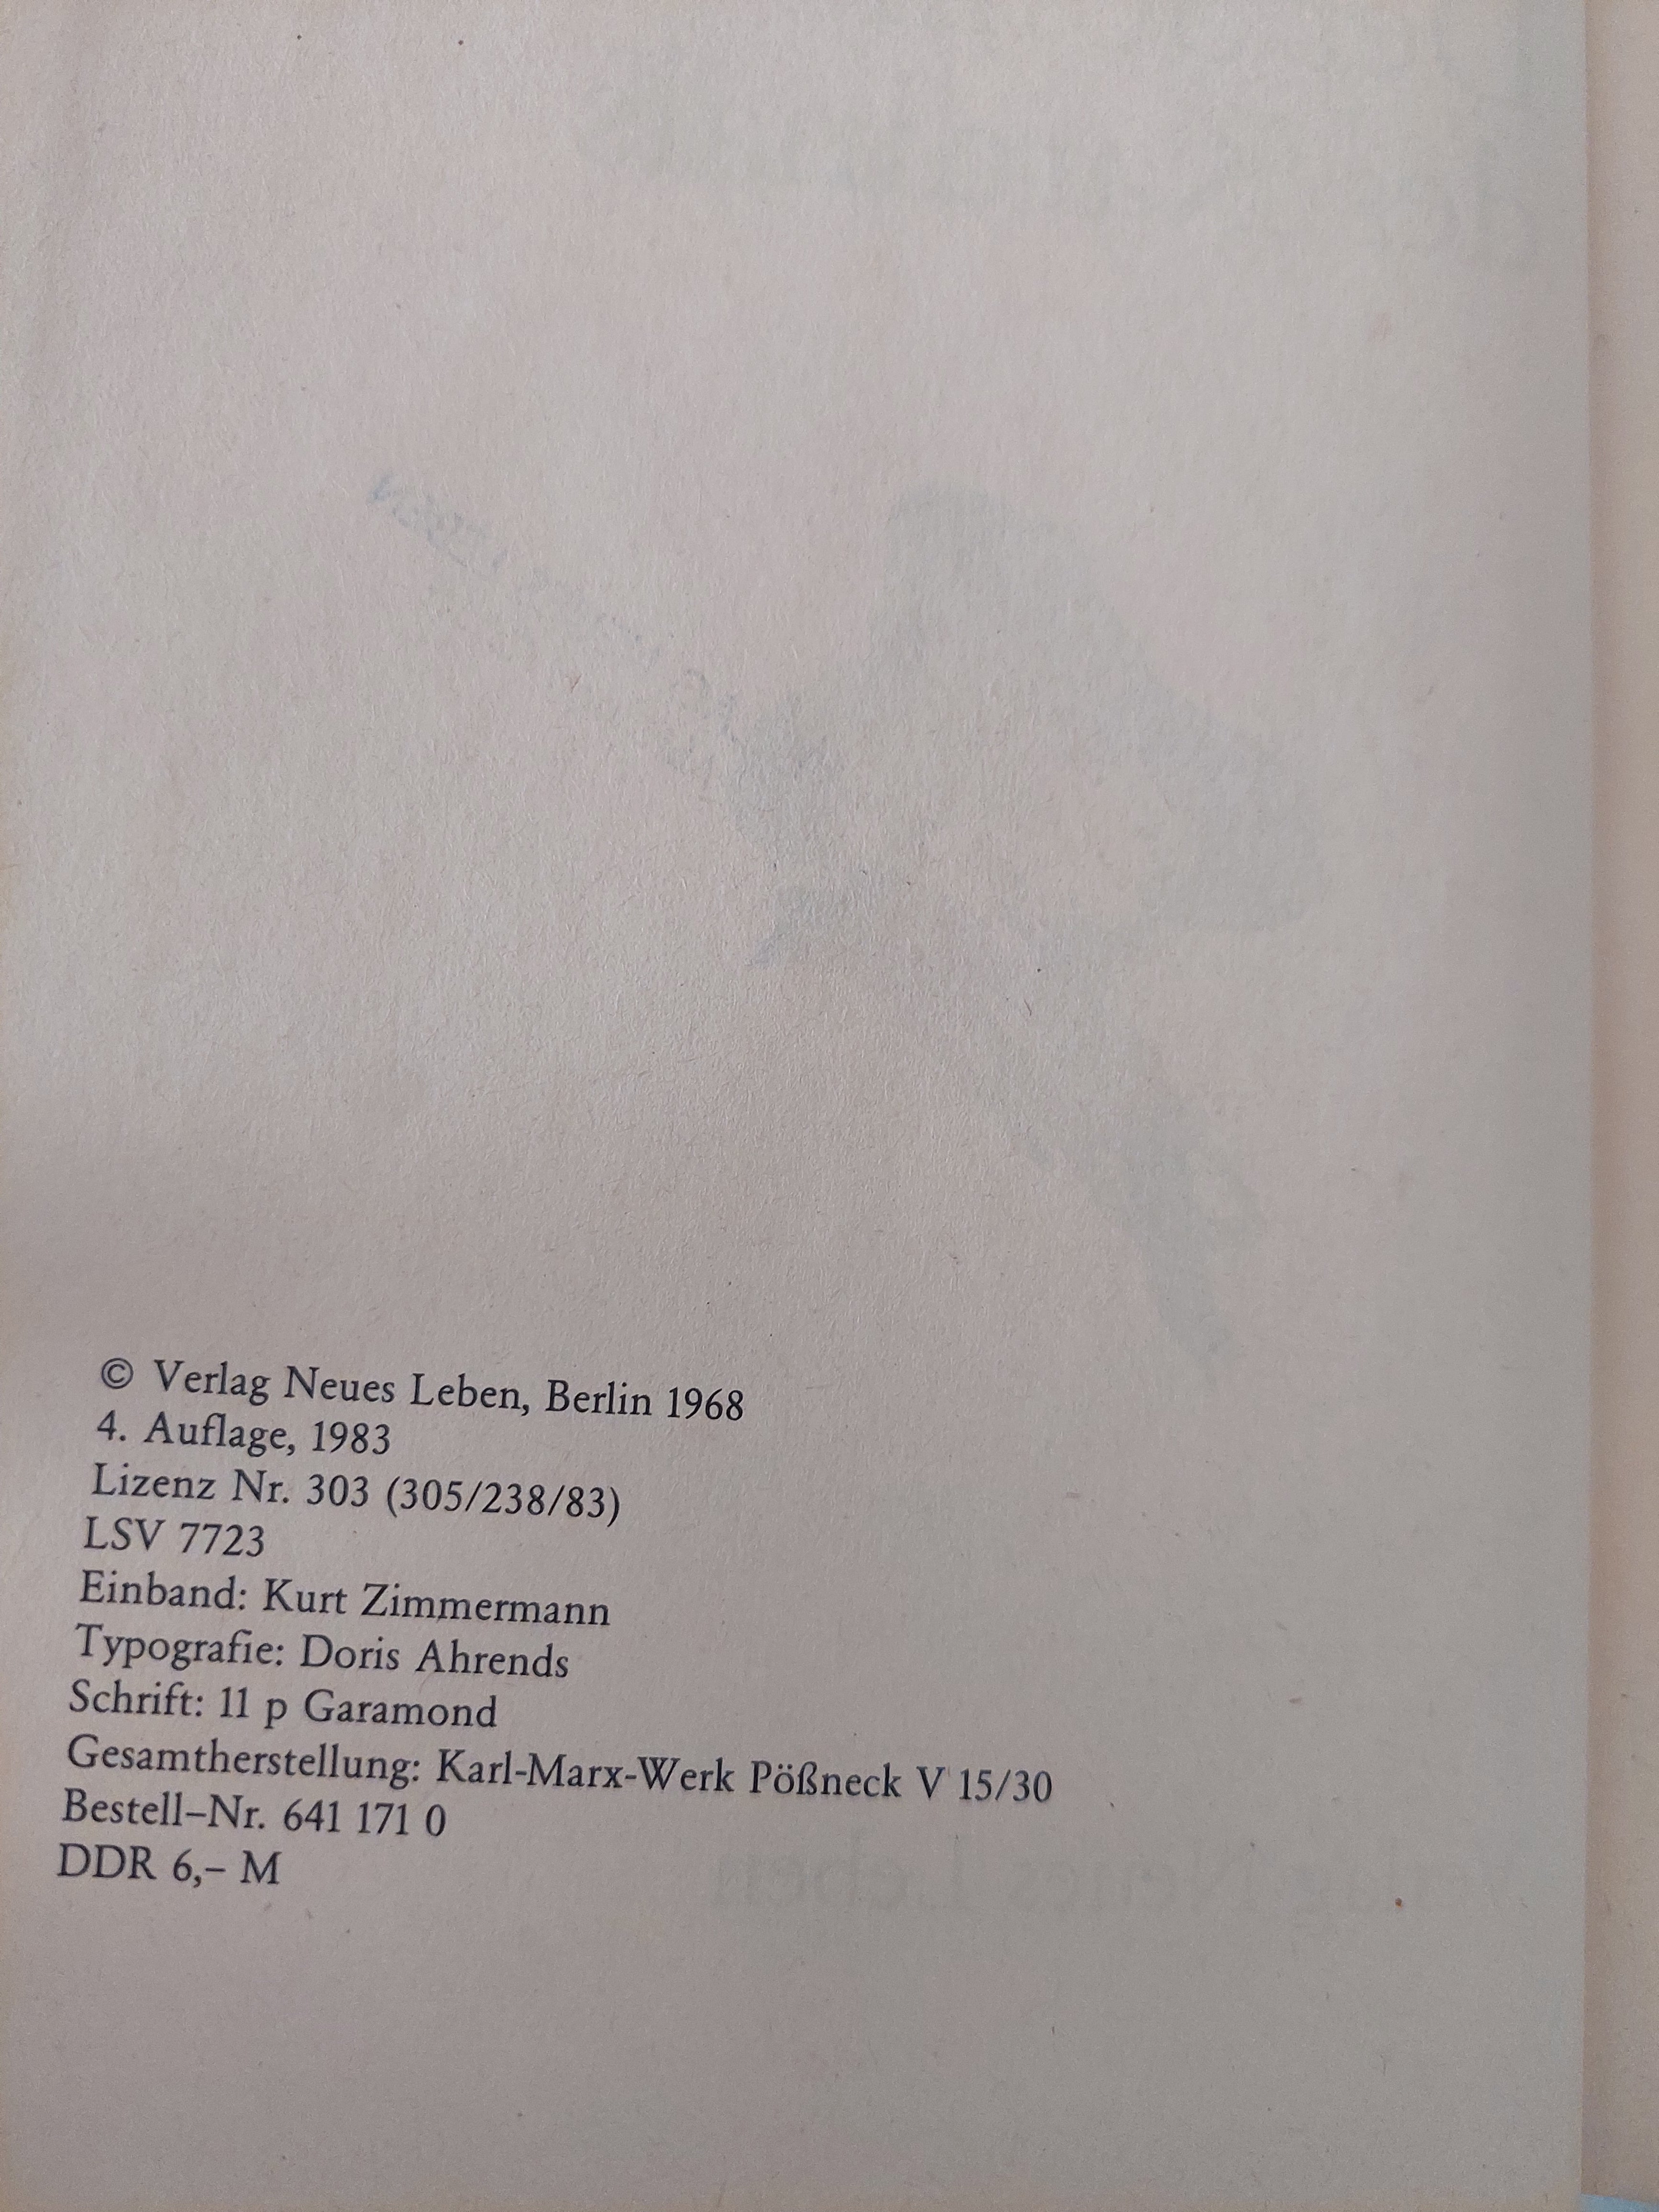 © Verlag Neues Leben, Berlin 1968
4. Auflage, 1983
Lizenz Nr. 303 (305/238/83)
LSV 7723
Einband: Kurt Zimmermann
Typografie: Doris Ahrends
Schrift: 11 p Garamond
Gesamtherstellung: Karl-Marx-Werk Pößneck V 15/30
Bestell–Nr. 641 171 0
DDR 6,– M